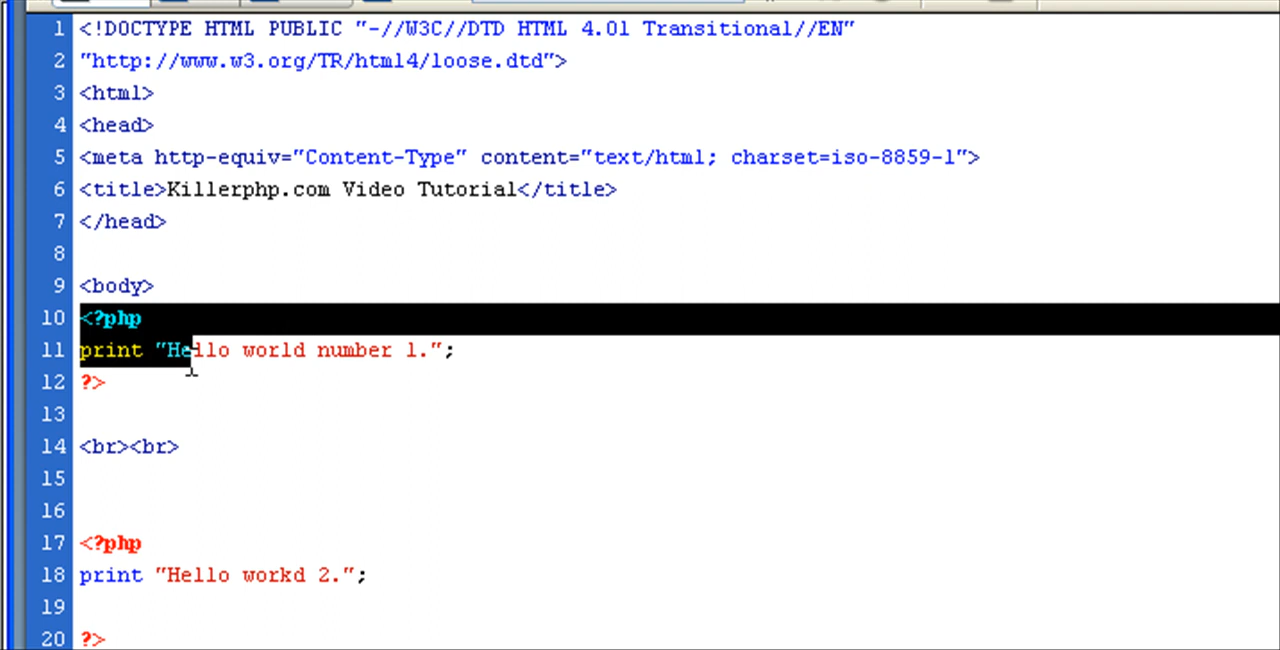 1 <!DOCTYPE HTML PUBLIC "-//W3C//DTD HTML 4.01 Transitional//EN"
2 "http://www.w3.org/TR/html4/loose.dtd">
3 <html>
4 <head>
5 <meta http-equiv="Content-Type" content="text/html; charset=iso-8859-1">
6 <title>Killerphp.com Video Tutorial</title>
7 </head>
8
9 <body>
10 <?php
11 print "Hello world number 1.";
12 ?>
13
14 <br><br>
15
16
17 <?php
18 print "Hello workd 2.";
19
20 ?>